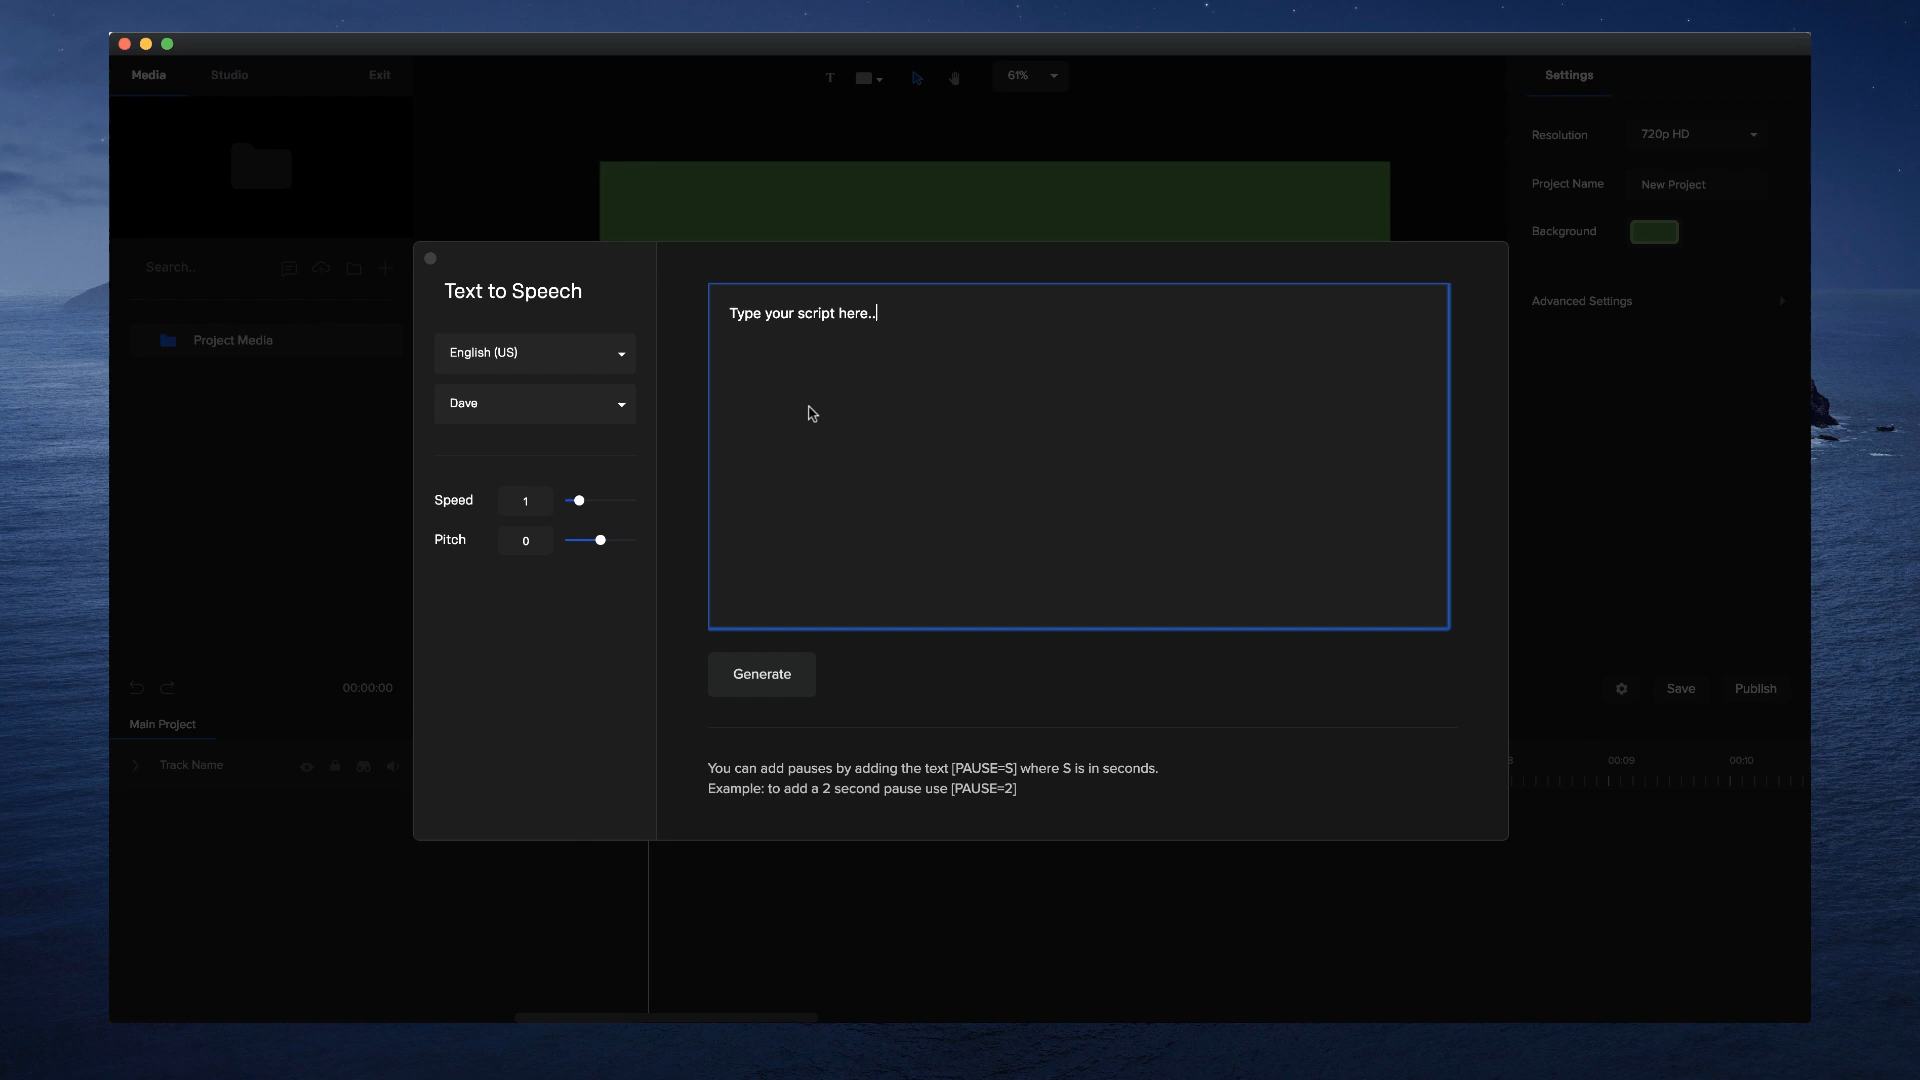 Media
Studio
Exit
T
61%
Settings
Resolution
720p HD
Project Name
New Project
Background
Search..
Advanced Settings
Project Media
Text to Speech
English (US)
Dave
Speed
1
Pitch
0
Type your script here..
Generate
You can add pauses by adding the text [PAUSE=S] where S is in seconds.
Example: to add a 2 second pause use [PAUSE=2]
00:00:00
Save
Publish
Main Project
Track Name
00:09
00:10